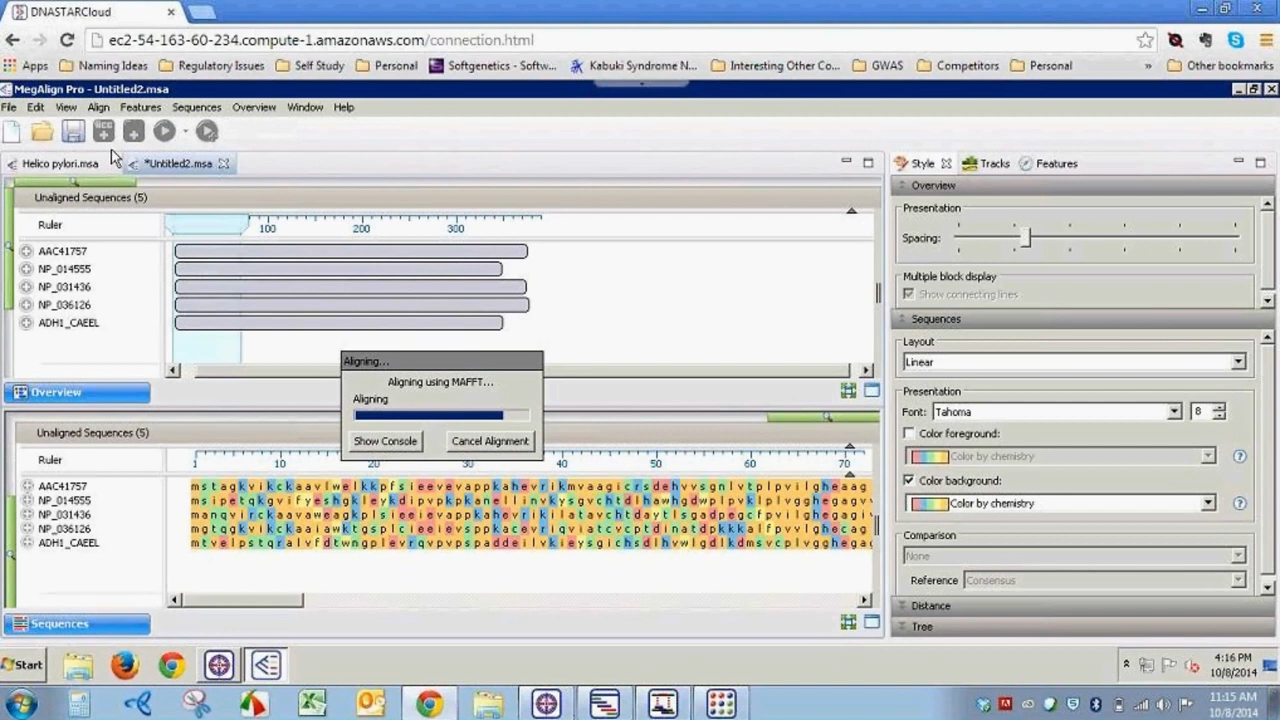 DNASTARCloud
ec2-54-163-60-234.compute-1.amazonaws.com/connection.html
Apps Naming Ideas Regulatory Issues Self Study Personal Softgenetics - Softw... Kabuki Syndrome N... Interesting Other Co... GWAS Competitors Personal » Other bookmarks
MegAlign Pro - Untitled2.msa
File Edit View Align Features Sequences Overview Window Help
Helico pylori.msa *Untitled2.msa
Unaligned Sequences (5)
Ruler 100 200 300
AAC41757
NP_014555
NP_031436
NP_036126
ADH1_CAEEL
Overview
Aligning...
Aligning using MAFFT...
Aligning
Show Console Cancel Alignment
Unaligned Sequences (5)
Ruler 1 10 20 30 40 50 60 70
AAC41757
NP_014555
NP_031436
NP_036126
ADH1_CAEEL
Sequences
Style Tracks Features
Overview
Presentation
Spacing:
Multiple block display
Show connecting lines
Sequences
Layout
Linear
Presentation
Font: Tahoma 8
Color foreground:
Color by chemistry
Color background:
Color by chemistry
Comparison
None
Reference Consensus
Distance
Tree
Start
4:16 PM
10/8/2014
11:15 AM
10/8/2014